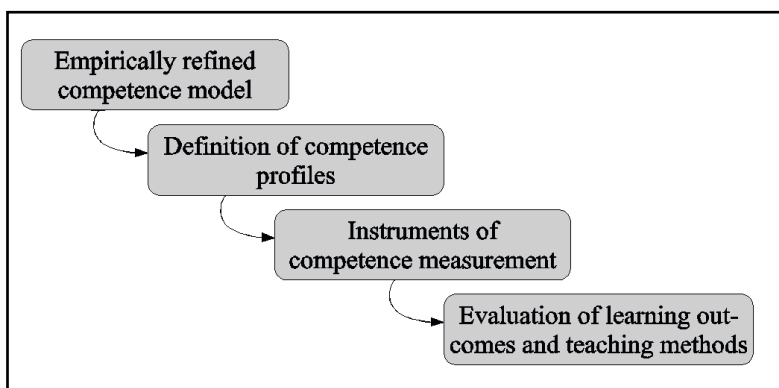 Empirically refined
competence model
Definition of competence
profiles
Instruments of
competence measurement
Evaluation of learning out-
comes and teaching methods